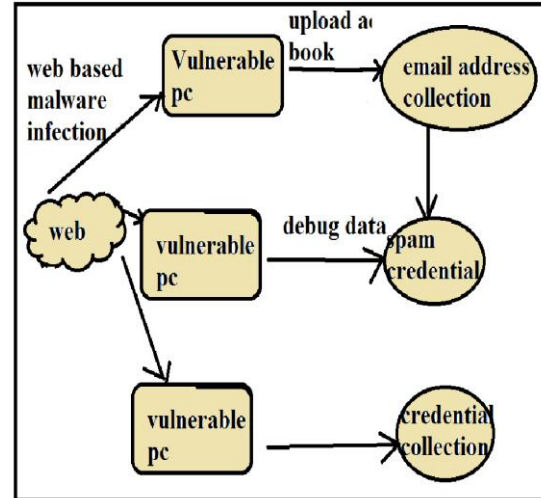 upload
book
web based
malware
infection
Vulnerable
pc
email address
collection
web
vulnerable
pc
debug data
spam
credential
vulnerable
pc
credential
collection